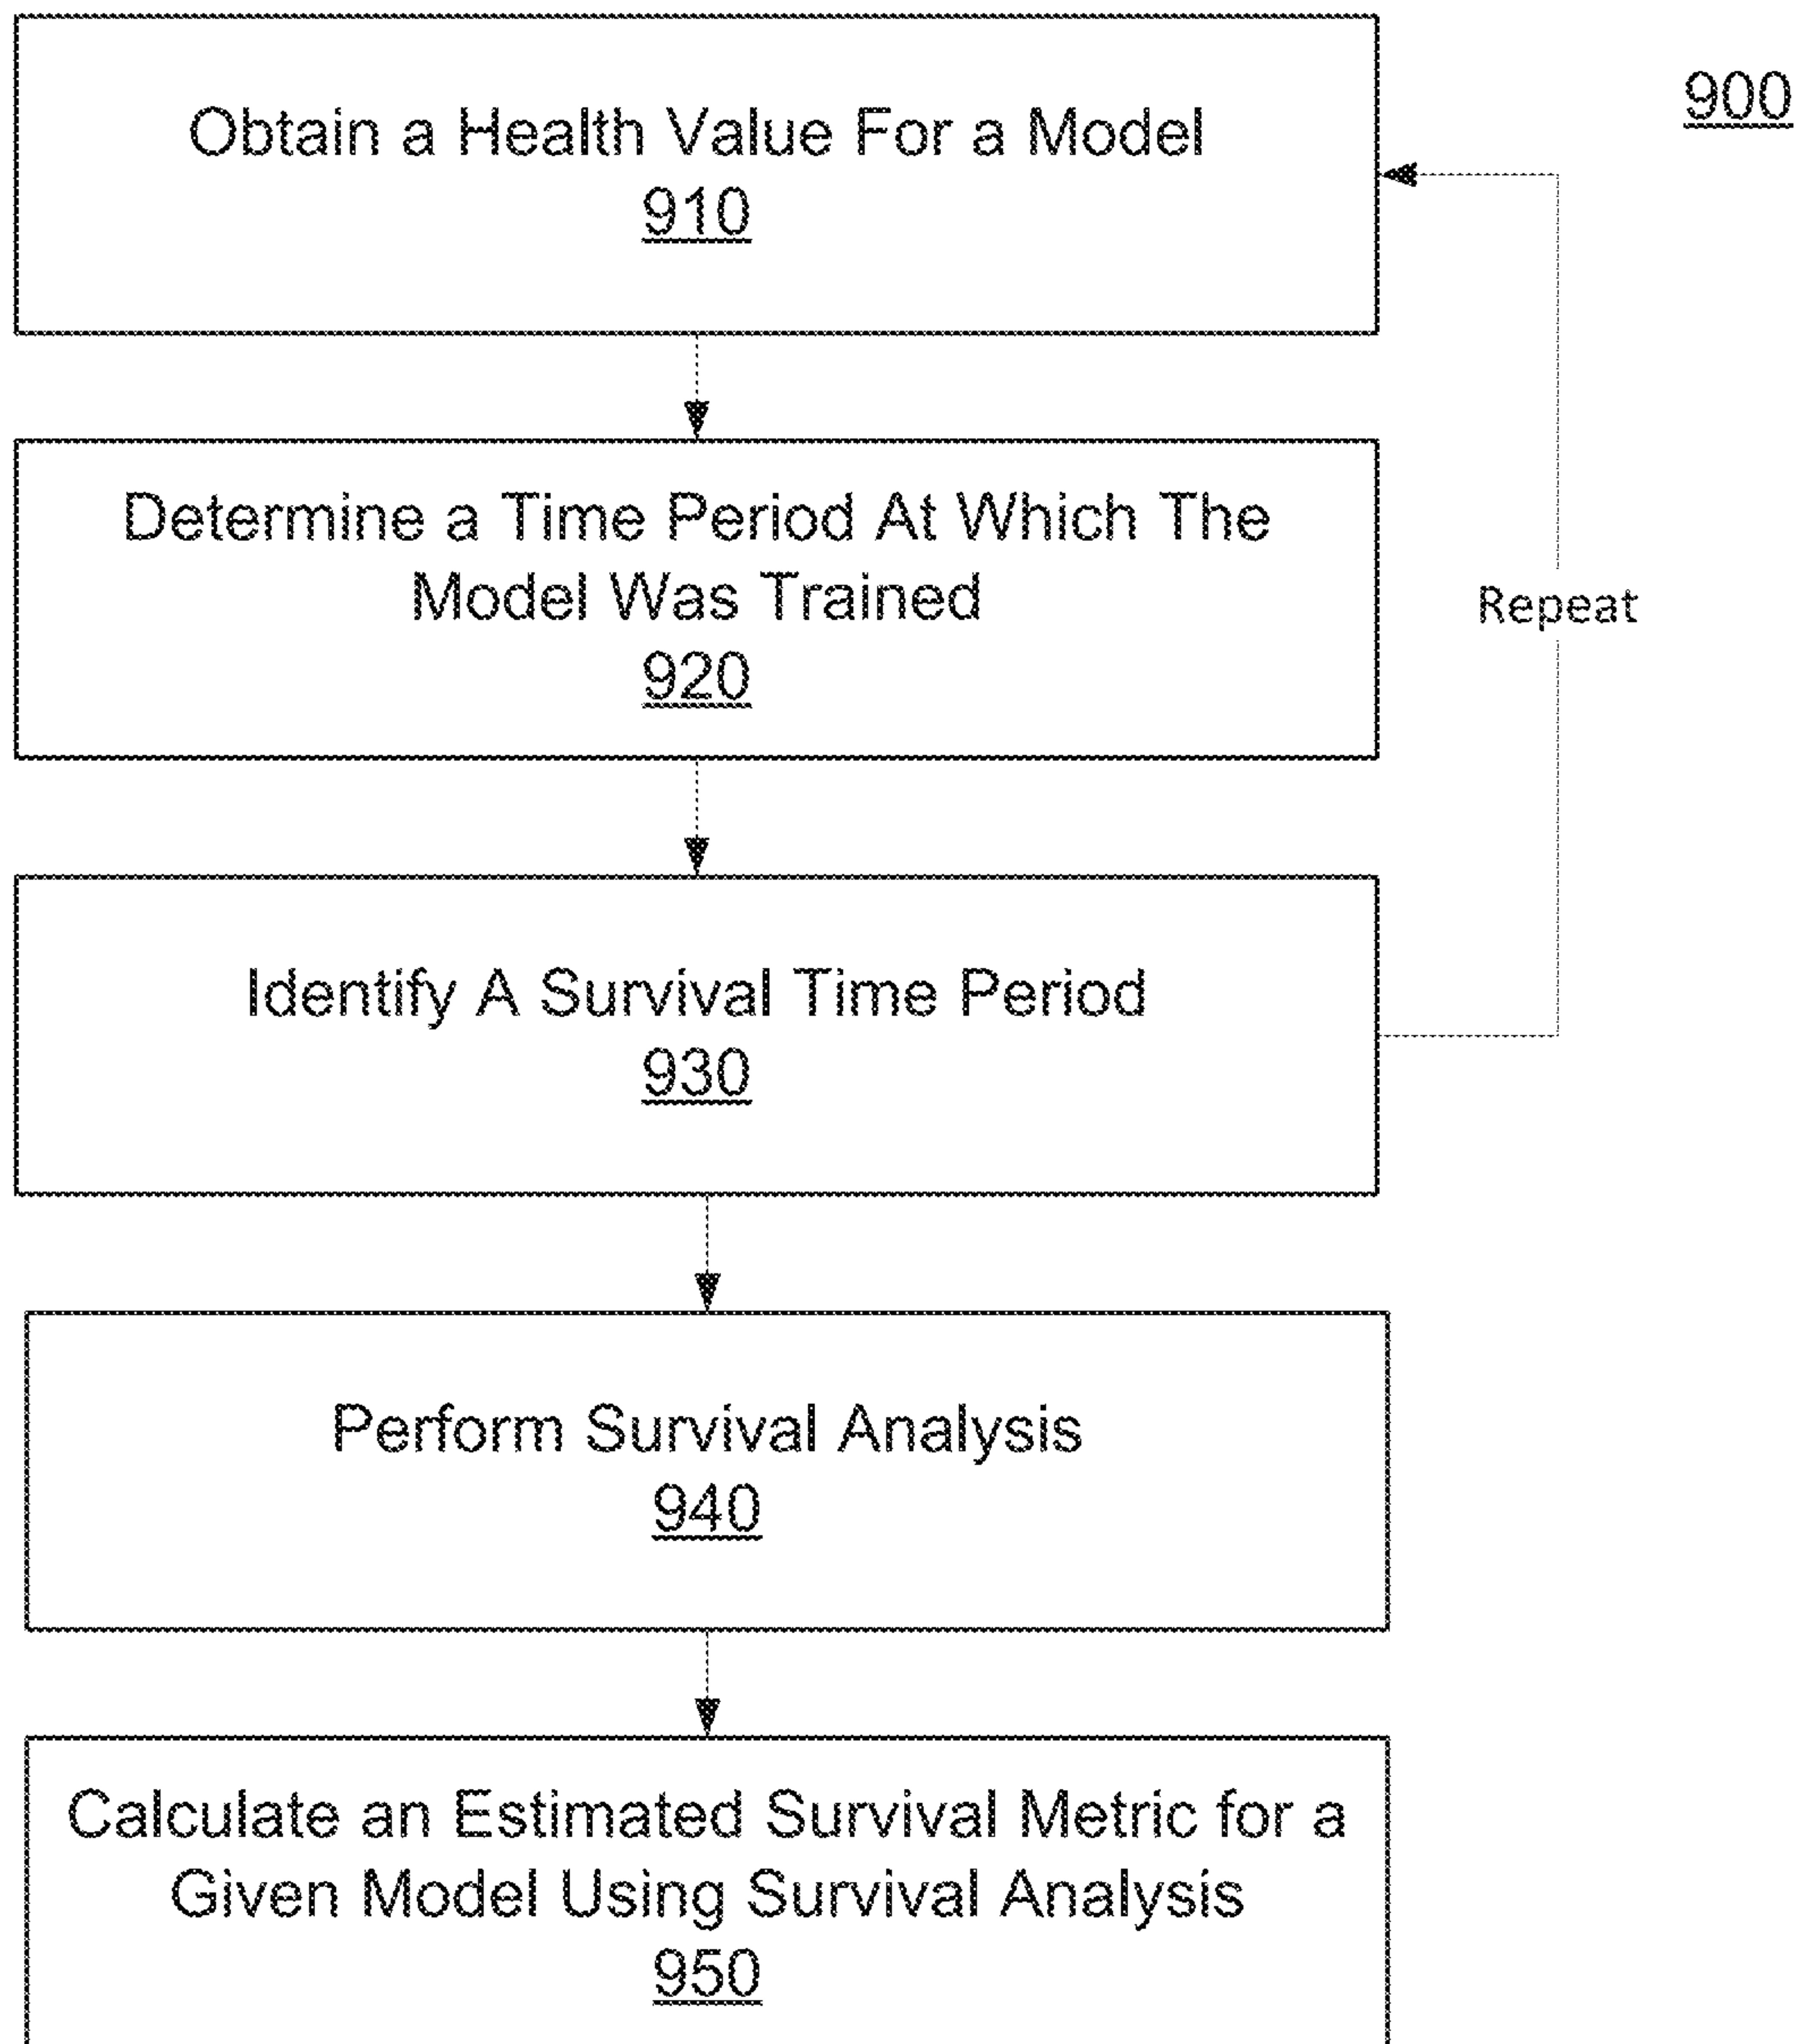 900
Obtain a Health Value For a Model
910
Determine a Time Period At Which The
Model Was Trained
920
Repeat
Identify A Survival Time Period
930
Perform Survival Analysis
940
Calculate an Estimated Survival Metric for a
Given Model Using Survival Analysis
950